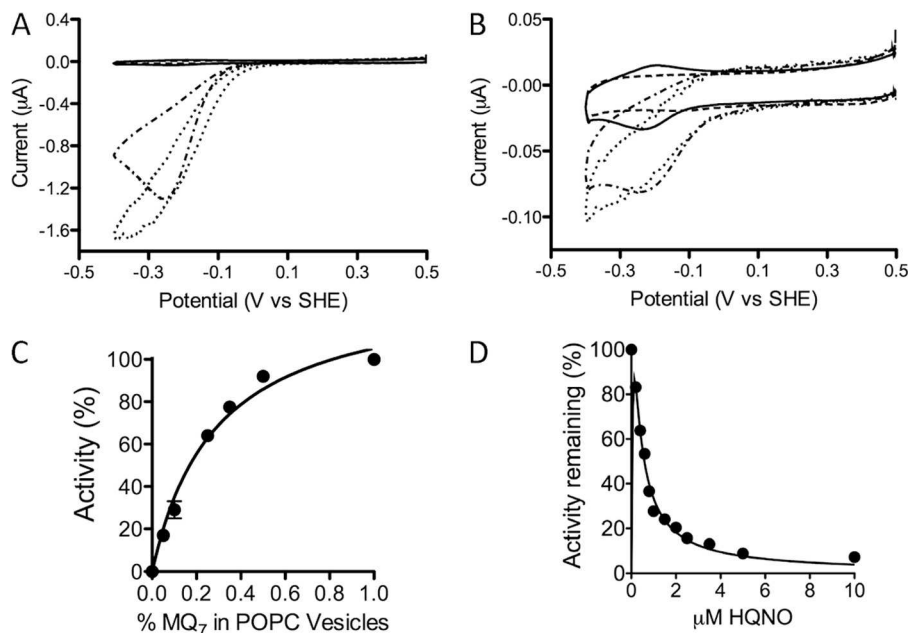 A
0.4
0.0
-0.4
-0.8
-1.2
-1.6
Current (μA)
-0.5 -0.3 -0.1 0.1 0.3 0.5
Potential (V vs SHE)
B
0.05
-0.00
-0.05
-0.10
Current (μA)
-0.5 -0.3 -0.1 0.1 0.3 0.5
Potential (V vs SHE)
C
100
80
60
40
20
0
Activity (%)
0.0 0.2 0.4 0.6 0.8 1.0
% MQ7 in POPC Vesicles
D
100
80
60
40
20
0
Activity remaining (%)
0 2 4 6 8 10
μM HQNO